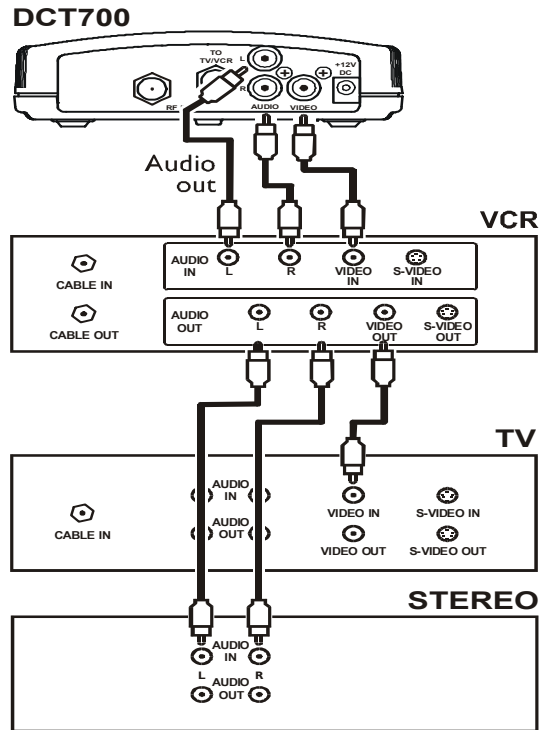 DCT700
TO
TV/VCR
L
+12V
DC
R
RF
AUDIO
VIDEO
Audio
out
VCR
CABLE IN
AUDIO
IN
L
R
VIDEO
IN
S-VIDEO
IN
CABLE OUT
AUDIO
OUT
L
R
VIDEO
OUT
S-VIDEO
OUT
TV
CABLE IN
AUDIO
IN
AUDIO
OUT
VIDEO IN
S-VIDEO IN
VIDEO OUT
S-VIDEO OUT
STEREO
AUDIO
IN
L
R
AUDIO
OUT